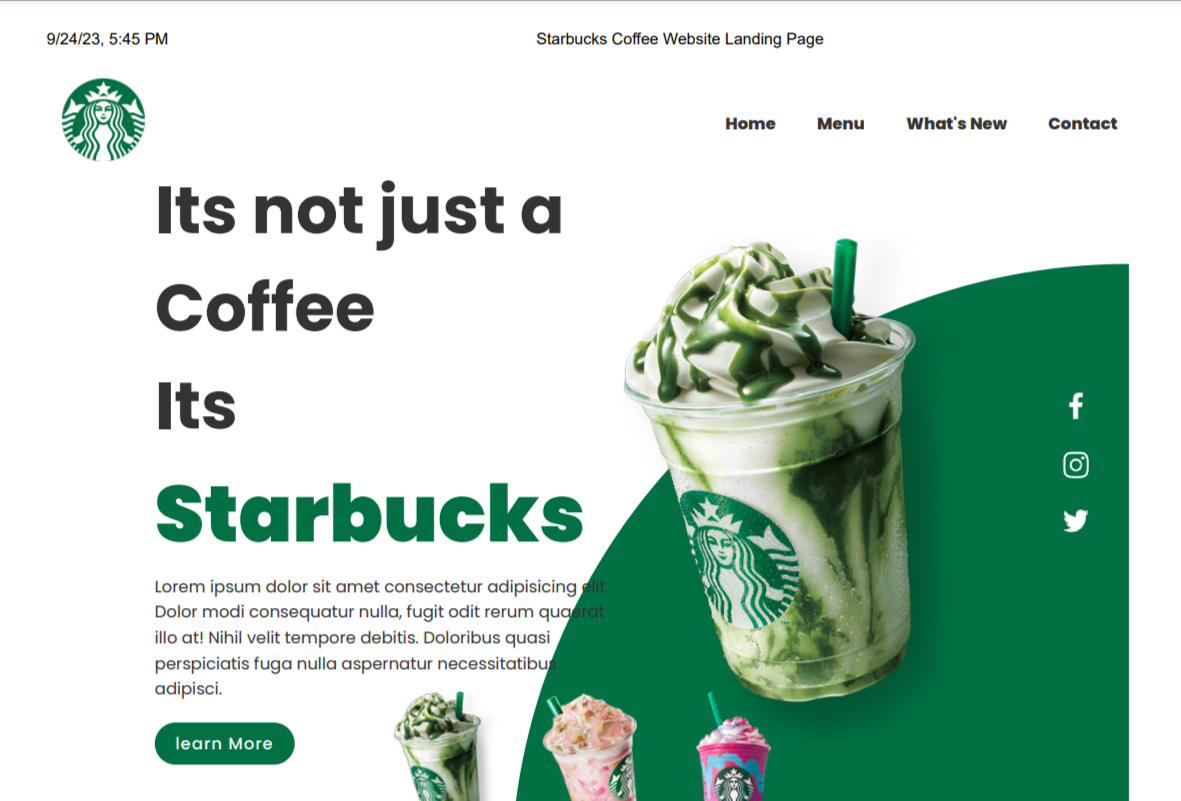 9/24/23, 5:45 PM
Starbucks Coffee Website Landing Page
Home
Menu
What's New
Contact
Its not just a
Coffee
Its
Starbucks
Lorem ipsum dolor sit amet consectetur adipisicing elit.
Dolor modi consequatur nulla, fugit odit rerum quaerat
illo at! Nihil velit tempore debitis. Doloribus quasi
perspiciatis fuga nulla aspernatur necessitatibus
adipisci.
learn More